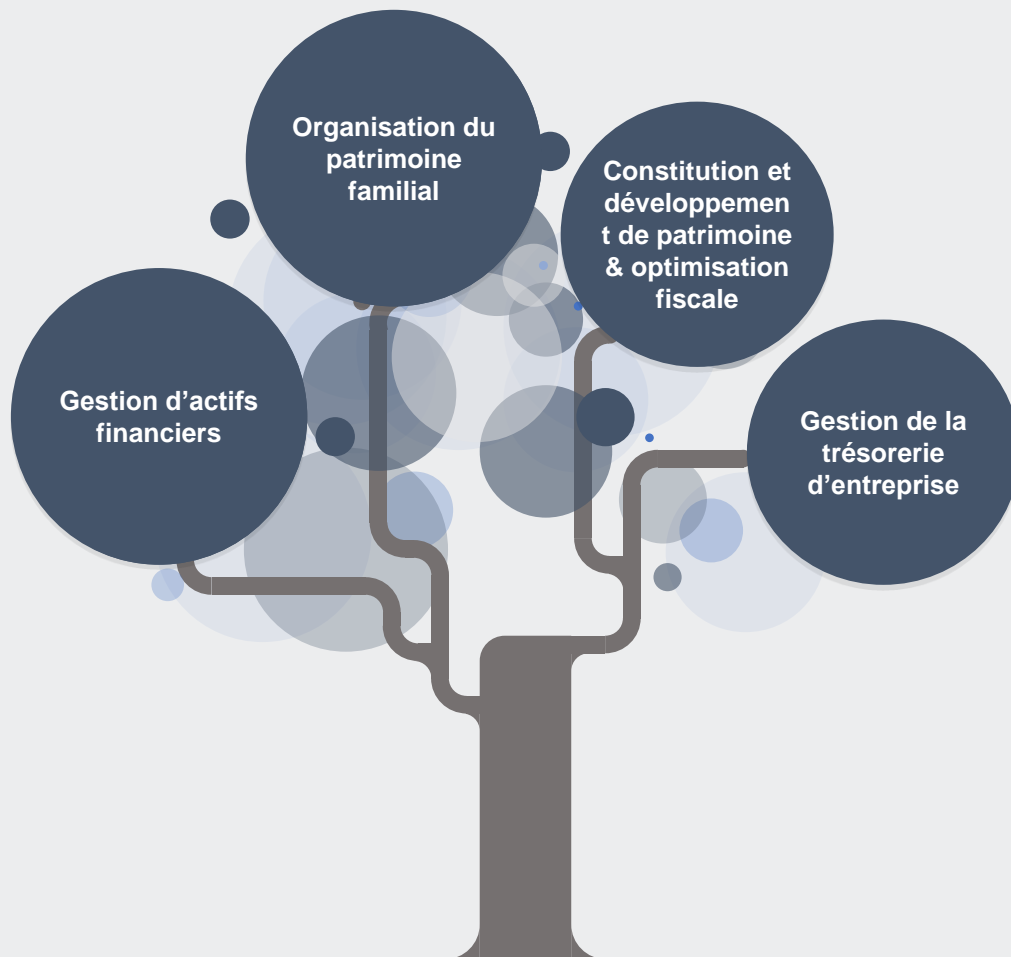 Organisation du
patrimoine
familial
Constitution et
développemen
t de patrimoine
& optimisation
fiscale
Gestion d’actifs
financiers
Gestion de la
trésorerie
d’entreprise